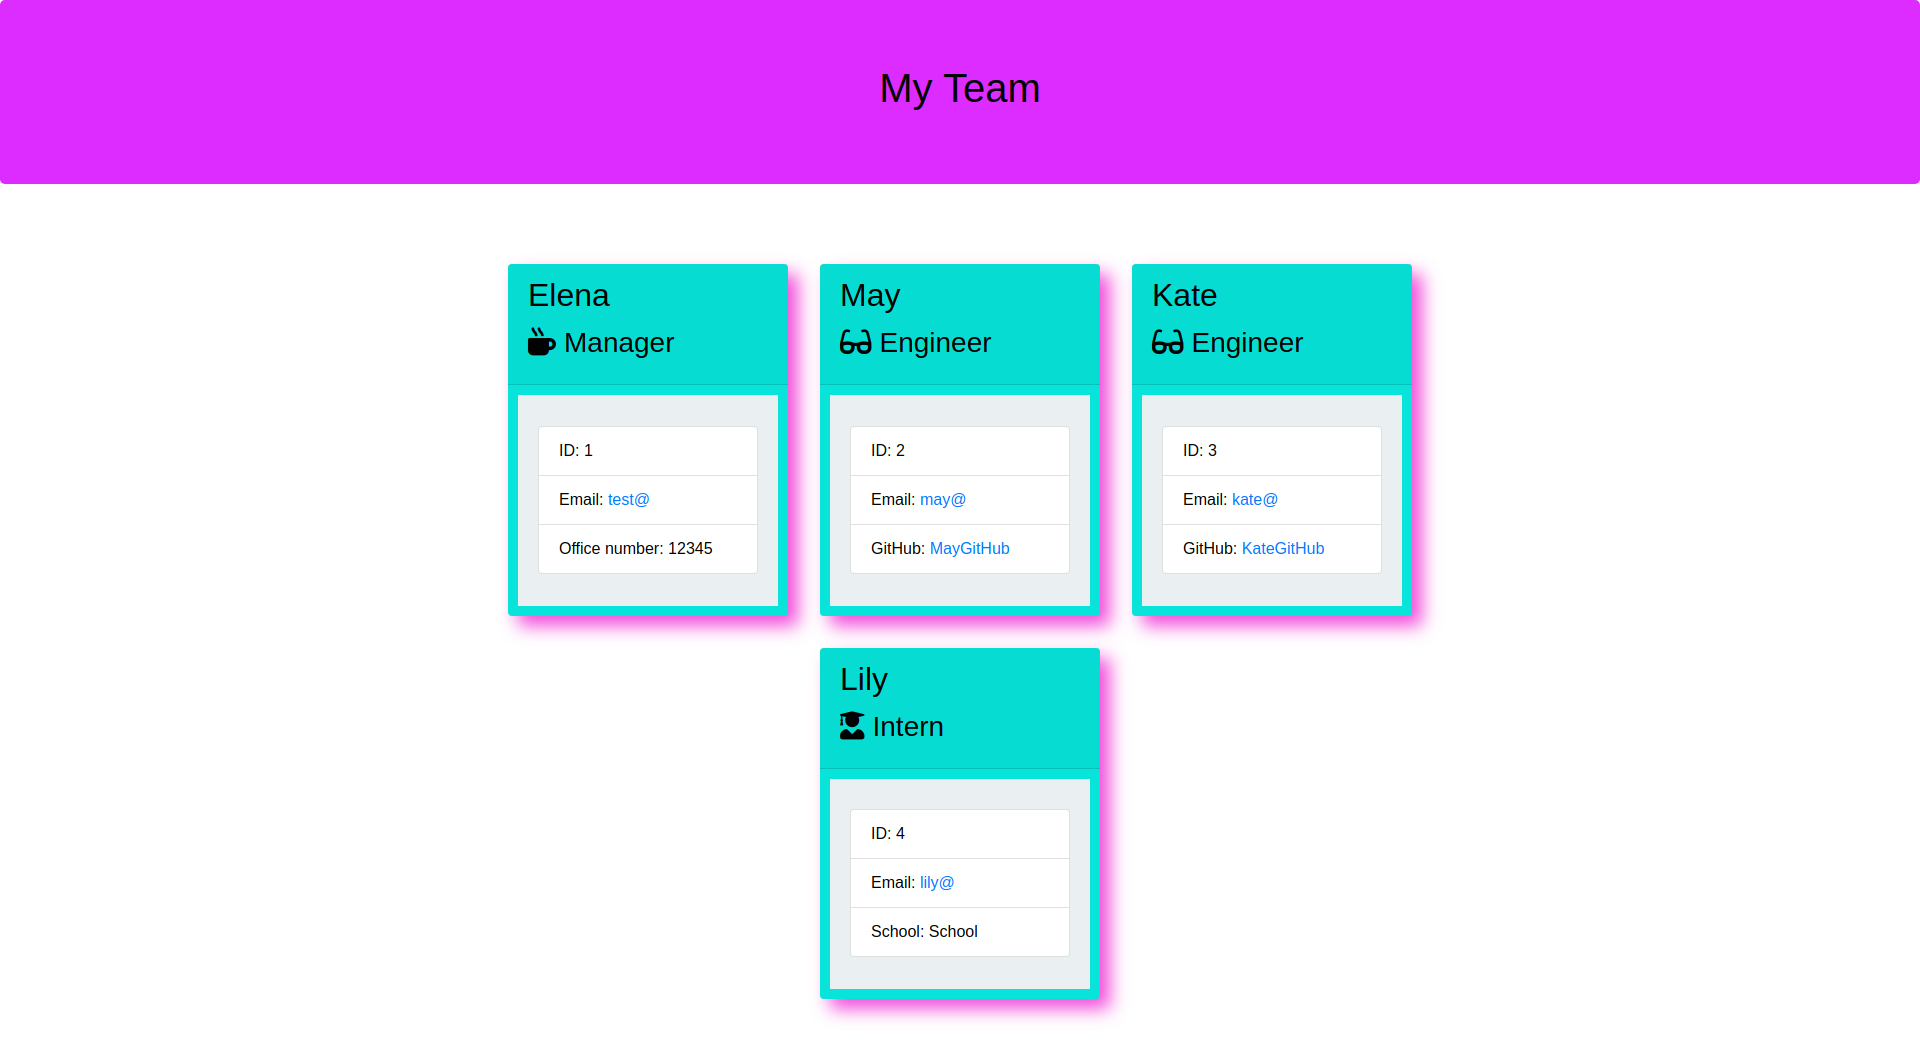 My Team
Elena
Manager
ID: 1
Email: test@
Office number: 12345
May
Engineer
ID: 2
Email: may@
GitHub: MayGitHub
Kate
Engineer
ID: 3
Email: kate@
GitHub: KateGitHub
Lily
Intern
ID: 4
Email: lily@
School: School